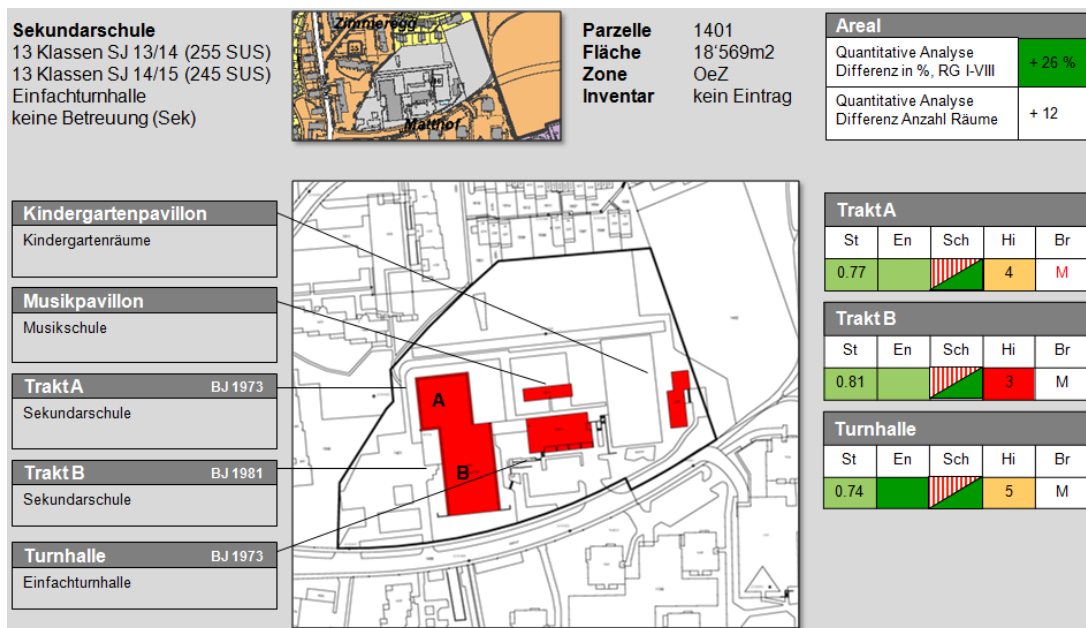 Sekundarschule
13 Klassen SJ 13/14 (255 SUS)
13 Klassen SJ 14/15 (245 SUS)
Einfachturnhalle
keine Betreuung (Sek)
Zimmeregg
Matthof
Parzelle 1401
Fläche 18'569m2
Zone OeZ
Inventar kein Eintrag
Areal
Quantitative Analyse
Differenz in %, RG I-VIII
+ 26 %
Quantitative Analyse
Differenz Anzahl Räume
+ 12
Kindergartenpavillon
Kindergartenräume
Musikpavillon
Musikschule
Trakt A BJ 1973
Sekundarschule
Trakt B BJ 1981
Sekundarschule
Turnhalle BJ 1973
Einfachturnhalle
A
B
Trakt A
St En Sch Hi Br
0.77 4 M
Trakt B
St En Sch Hi Br
0.81 3 M
Turnhalle
St En Sch Hi Br
0.74 5 M